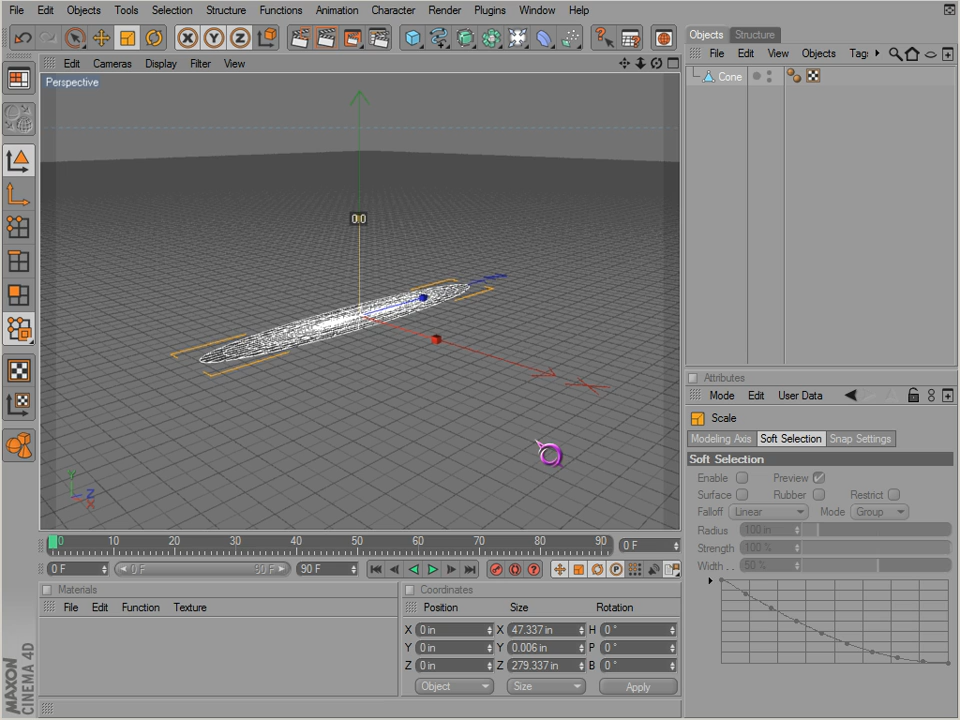 File Edit Objects Tools Selection Structure Functions Animation Character Render Plugins Window Help
X Y Z
Edit Cameras Display Filter View
Perspective
0.0
Y Z X
Objects Structure
File Edit View Objects Tag
Cone
Attributes
Mode Edit User Data
Scale
Modeling Axis Soft Selection Snap Settings
Soft Selection
Enable Preview
Surface Rubber Restrict
Falloff Linear Mode Group
Radius 100 in
Strength 100 %
Width . . 50 %
0 10 20 30 40 50 60 70 80 90 0 F
0 F 0 F 90 F 90 F
Materials
File Edit Function Texture
Coordinates
Position Size Rotation
X 0 in X 47.337 in H 0 °
Y 0 in Y 0.006 in P 0 °
Z 0 in Z 279.337 in B 0 °
Object Size Apply
MAXON
CINEMA 4D